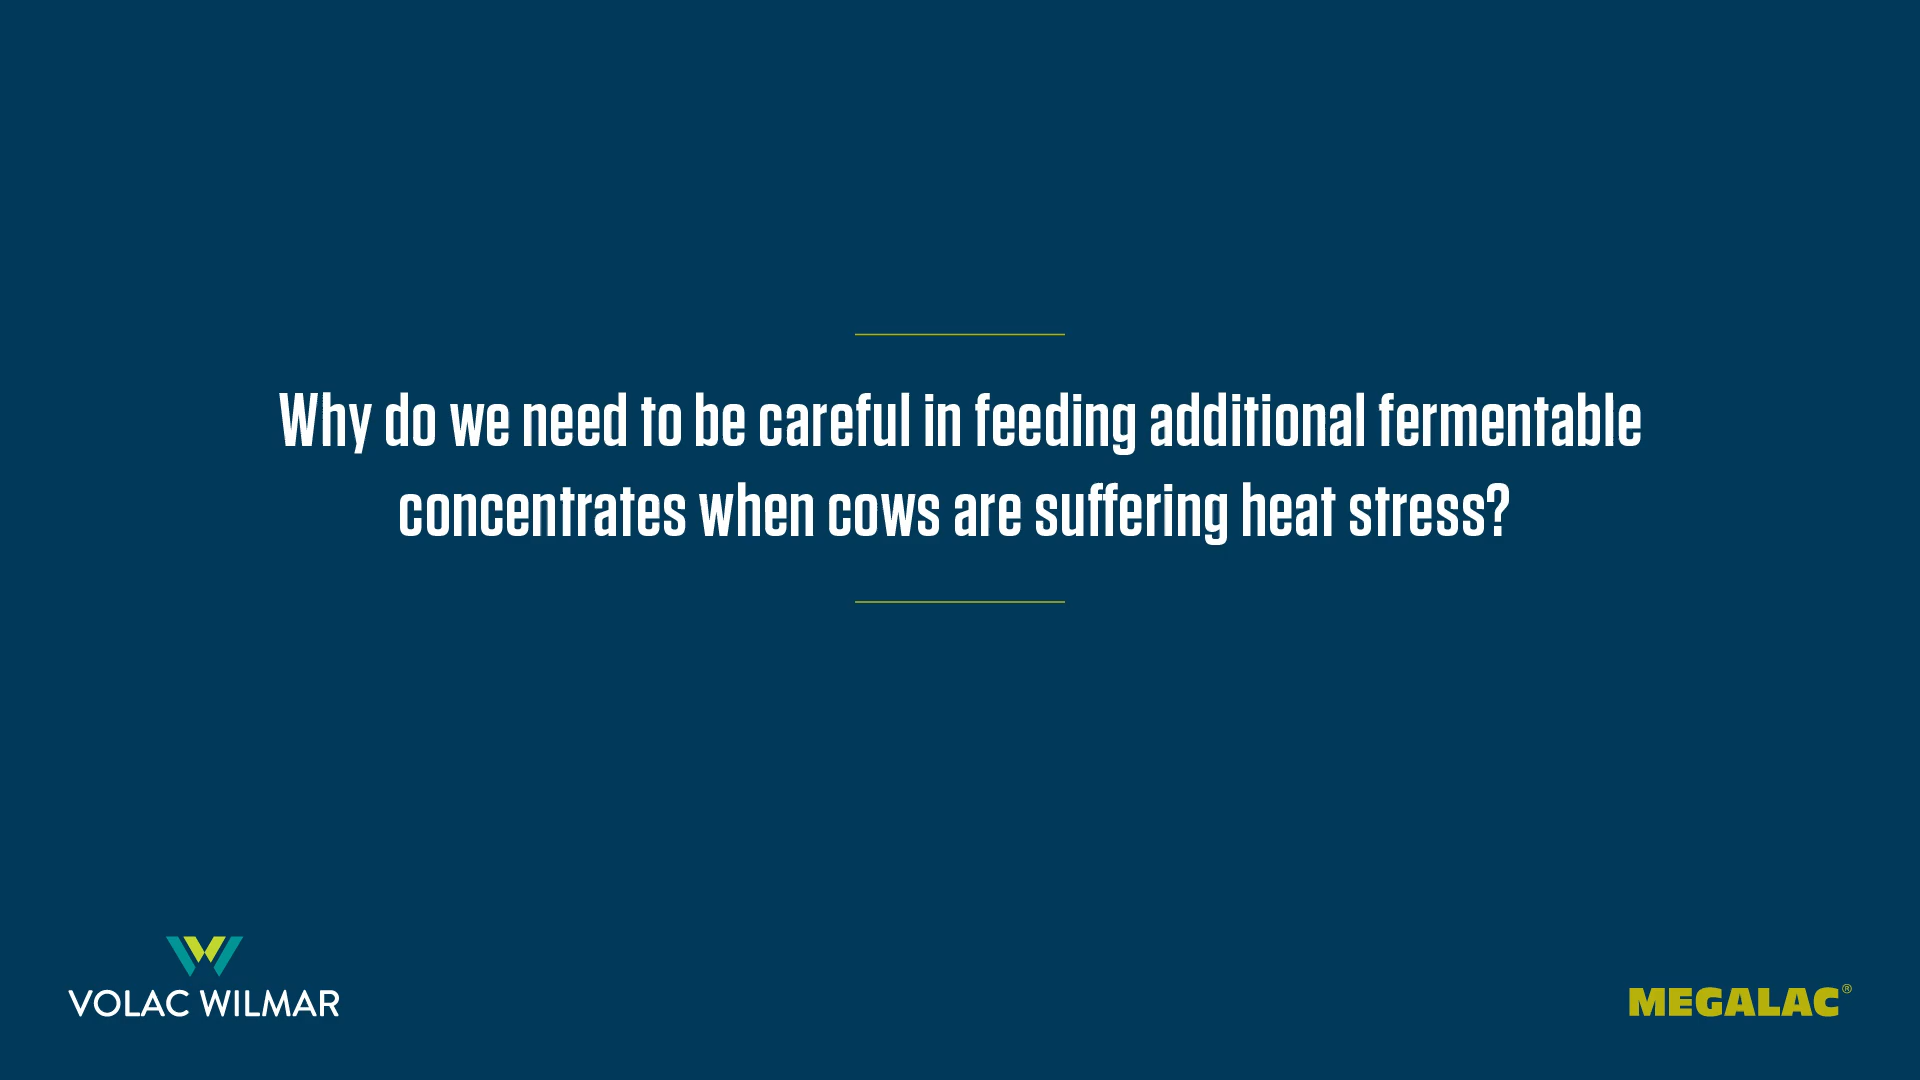 Why do we need to be careful in feeding additional fermentable
concentrates when cows are suffering heat stress?
VOLAC WILMAR
MEGALAC®